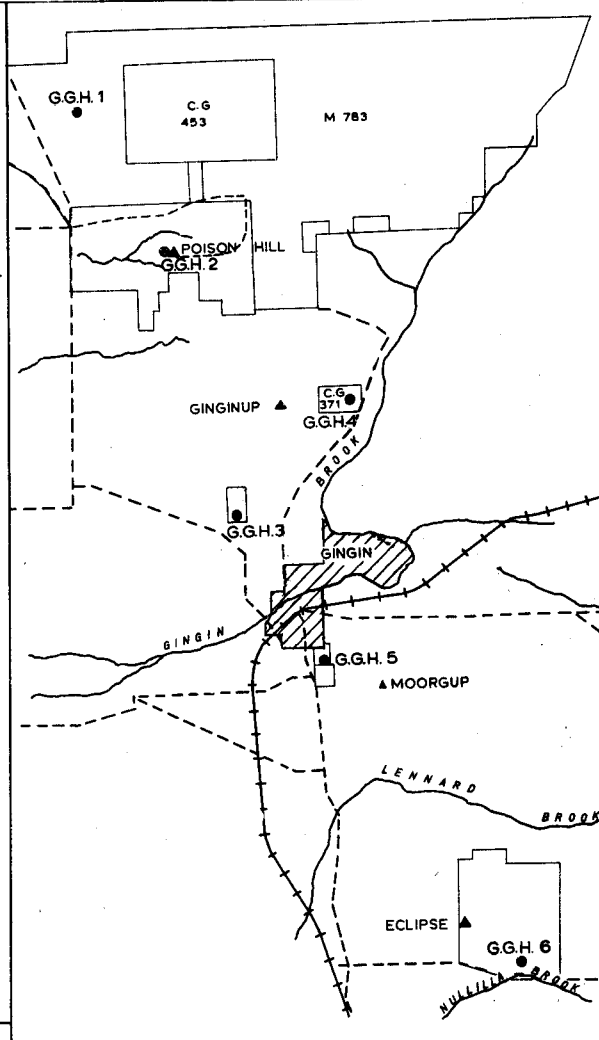 G.G.H. 1
C.G
453
M 783
POISON HILL
G.G.H. 2
GINGINUP
C.G
371
G.G.H.4
BROOK
G.G.H.3
GINGIN
GINGIN
G.G.H. 5
MOORGUP
LENNARD
BROOK
ECLIPSE
G.G.H. 6
NULLILLA BROOK